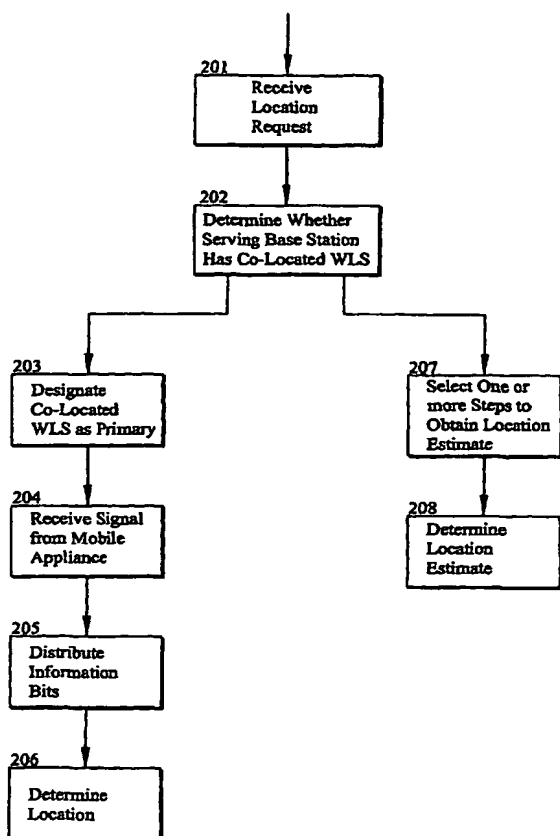 201
Receive
Location
Request
202
Determine Whether
Serving Base Station
Has Co-Located WLS
203
Designate
Co-Located
WLS as Primary
204
Receive Signal
from Mobile
Appliance
205
Distribute
Information
Bits
206
Determine
Location
207
Select One or
more Steps to
Obtain Location
Estimate
208
Determine
Location
Estimate